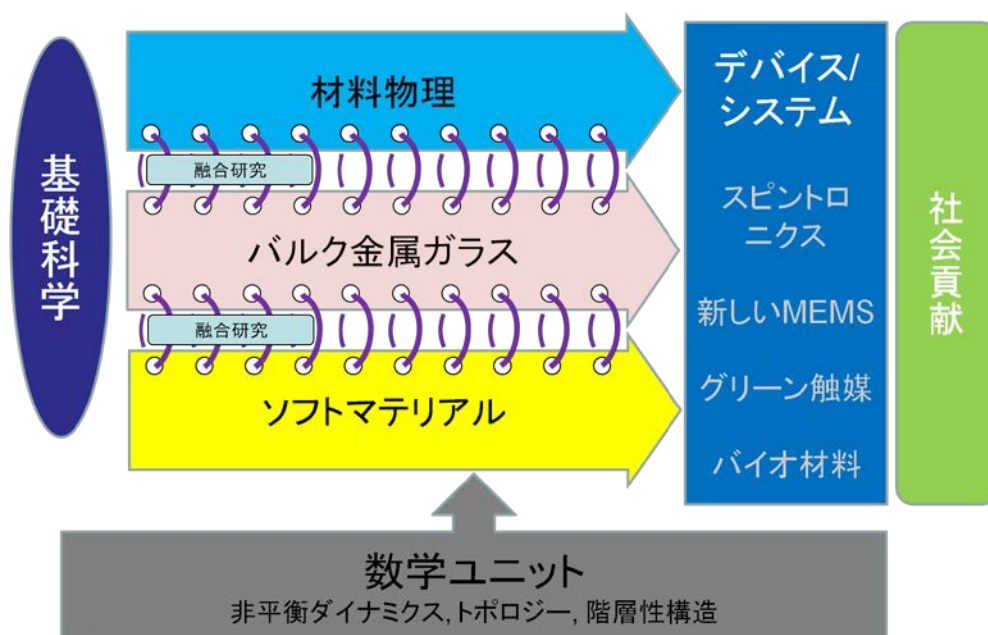 基礎科学
材料物理
融合研究
バルク金属ガラス
融合研究
ソフトマテリアル
デバイス/
システム
スピントロ
ニクス
新しいMEMS
グリーン触媒
バイオ材料
社会貢献
数学ユニット
非平衡ダイナミクス, トポロジー, 階層性構造